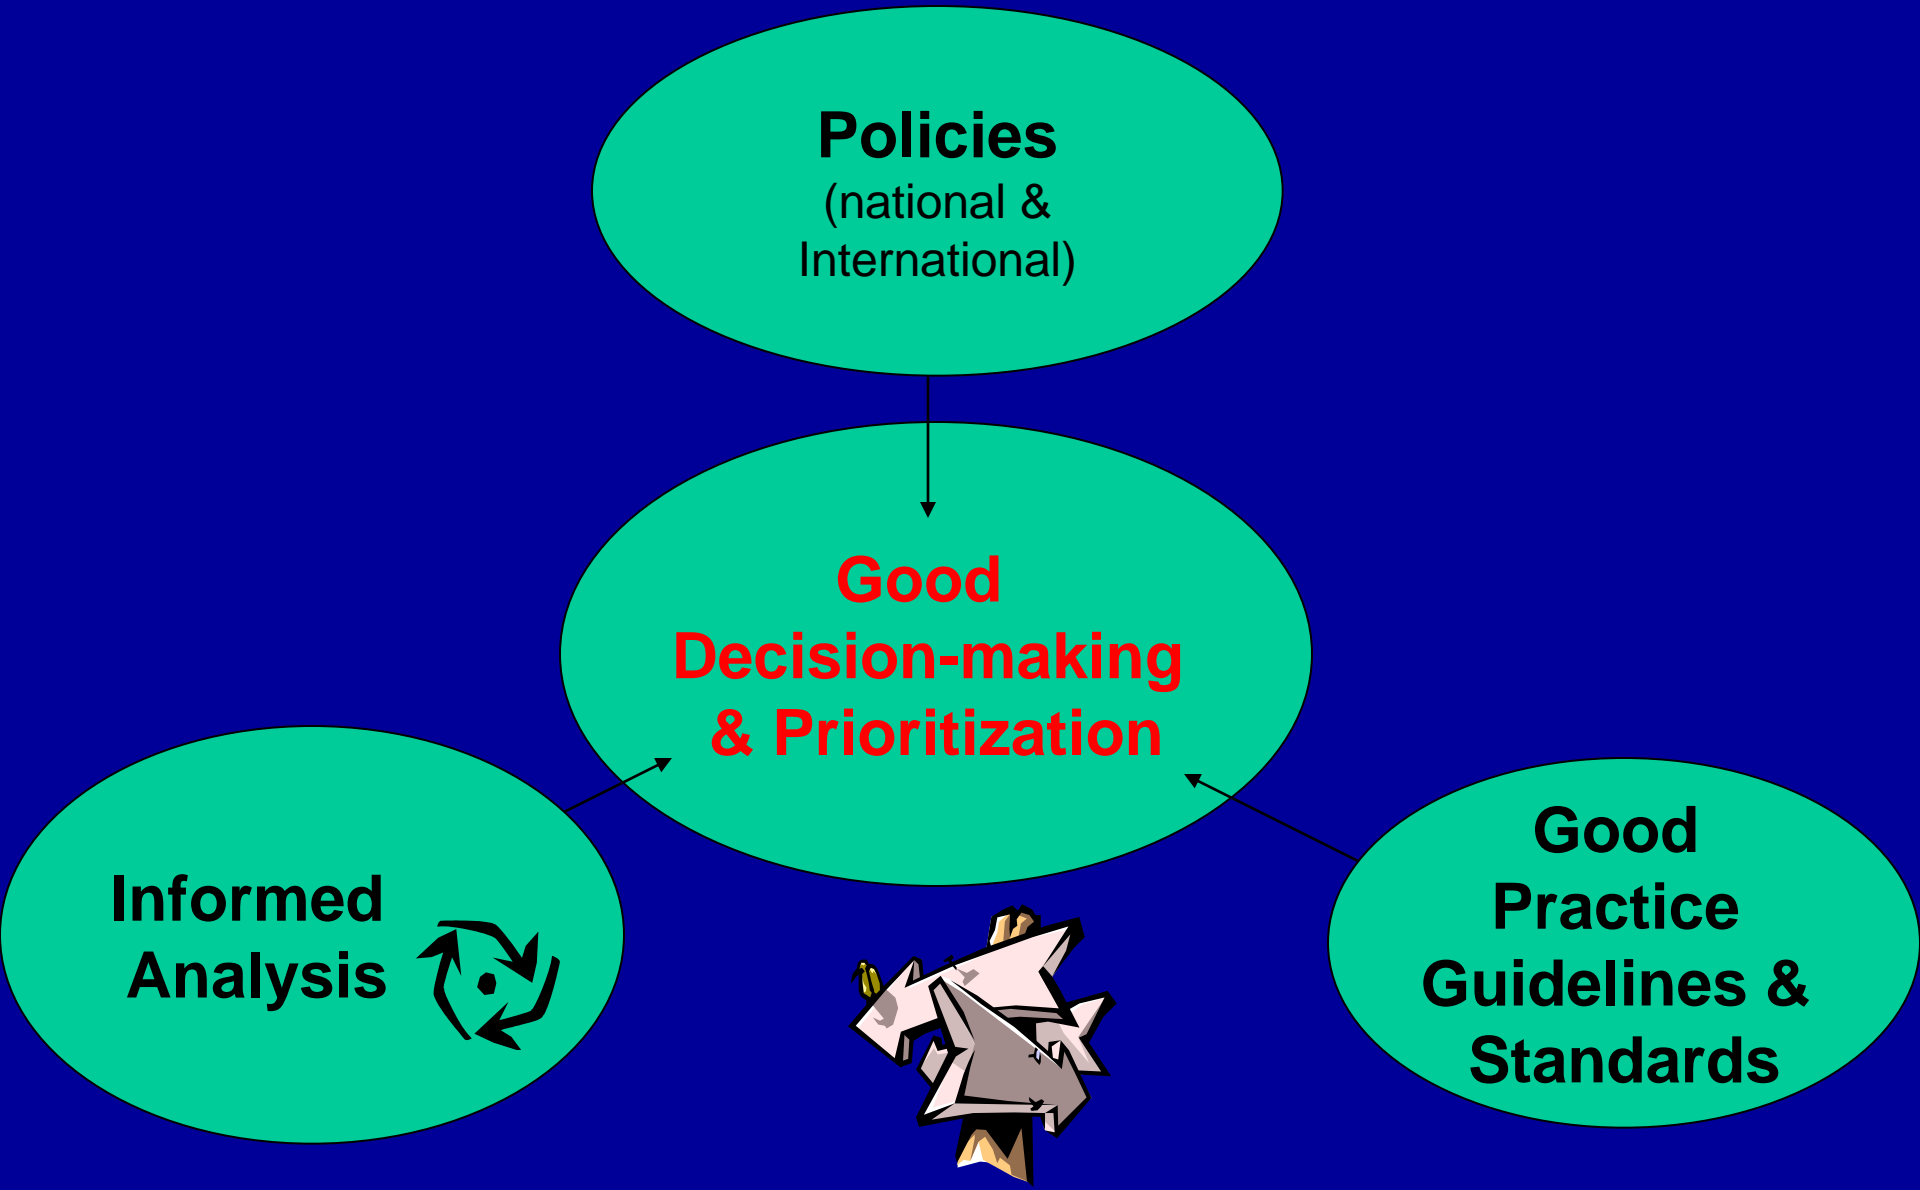 Policies
(national &
International)
Good
Decision-making
& Prioritization
Informed
Analysis
Good
Practice
Guidelines &
Standards